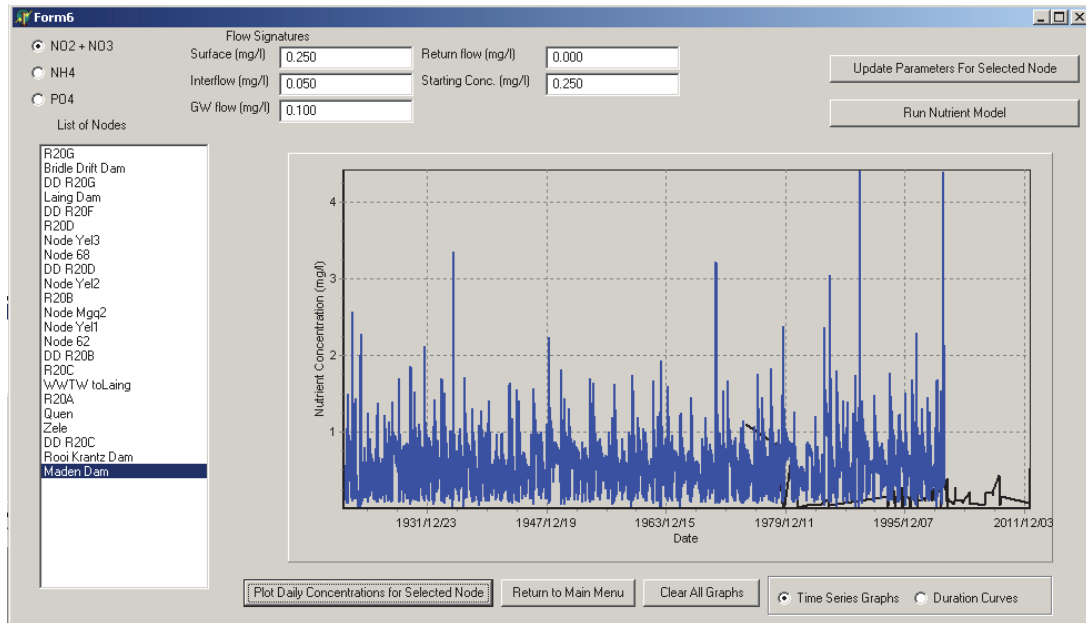 Form6
NO2 + NO3
NH4
PO4
Flow Signatures
Surface (mg/l) 0.250 Return flow (mg/l) 0.000
Interflow (mg/l) 0.050 Starting Conc. (mg/l) 0.250
GW flow (mg/l) 0.100
Update Parameters For Selected Node
Run Nutrient Model
List of Nodes
R20G
Bridle Drift Dam
DD R20G
Laing Dam
DD R20F
R20D
Node Yel3
Node 68
DD R20D
Node Yel2
R20B
Node Mgq2
Node Yel1
Node 62
DD R20B
R20C
WWTW toLaing
R20A
Quen
Zele
DD R20C
Rooi Krantz Dam
Maden Dam
Nutrient Concentration (mg/l)
4
3
2
1
1931/12/23 1947/12/19 1963/12/15 1979/12/11 1995/12/07 2011/12/03
Date
Plot Daily Concentrations for Selected Node Return to Main Menu Clear All Graphs Time Series Graphs Duration Curves